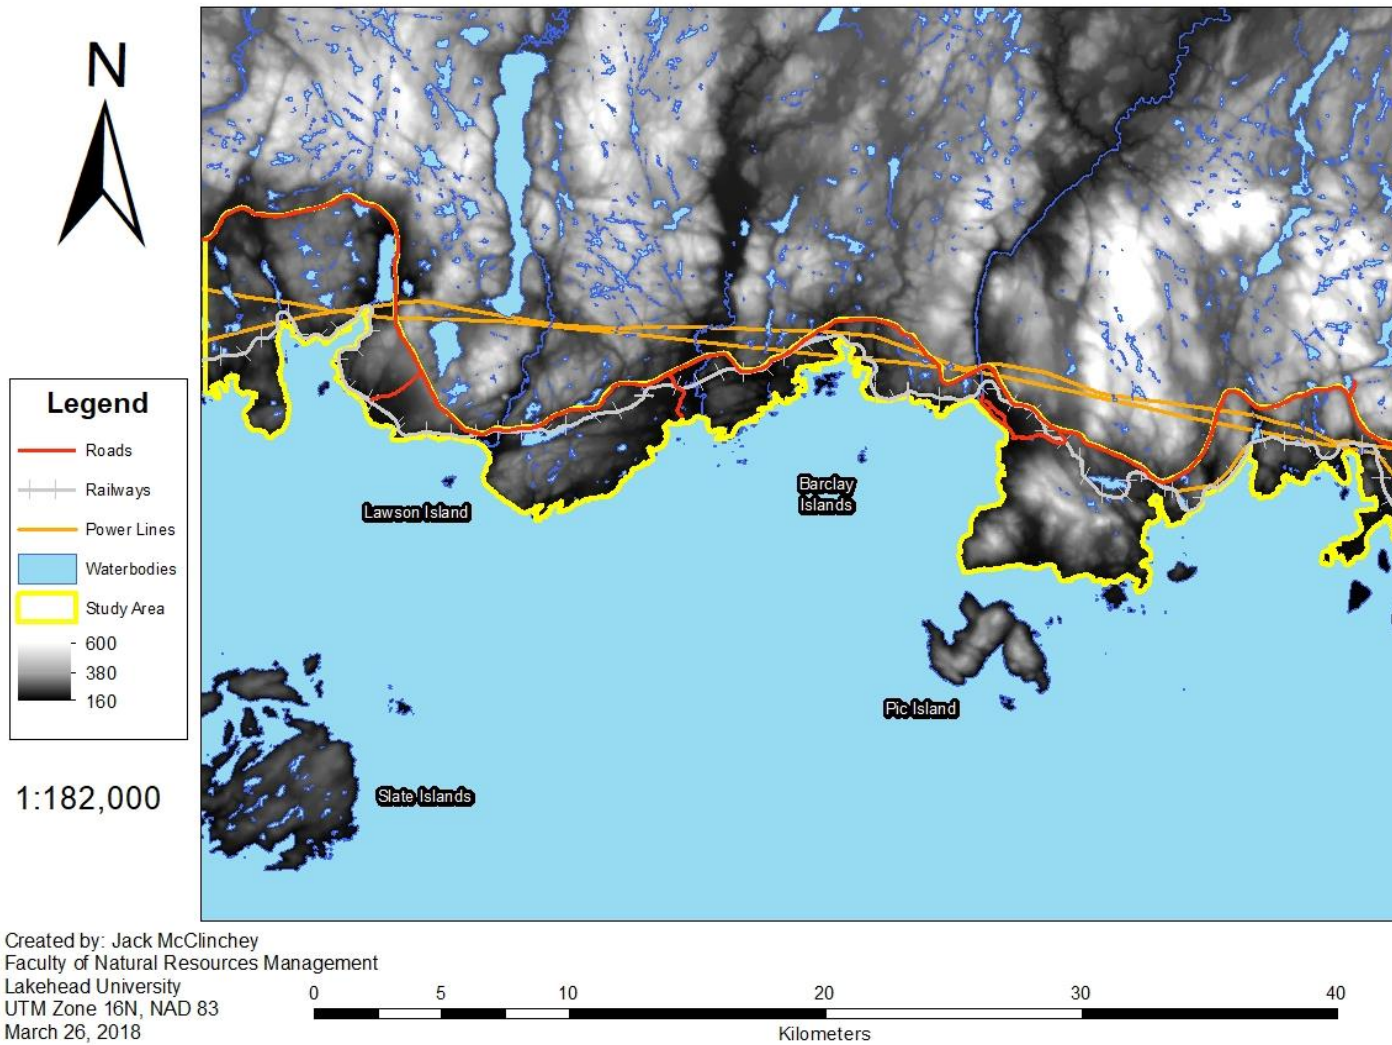 N
Legend
Roads
Railways
Power Lines
Waterbodies
Study Area
600
380
160
1:182,000
Lawson Island
Barclay
Islands
Pic Island
Slate Islands
Created by: Jack McClinchey
Faculty of Natural Resources Management
Lakehead University
UTM Zone 16N, NAD 83
March 26, 2018
0 5 10 20 30 40
Kilometers